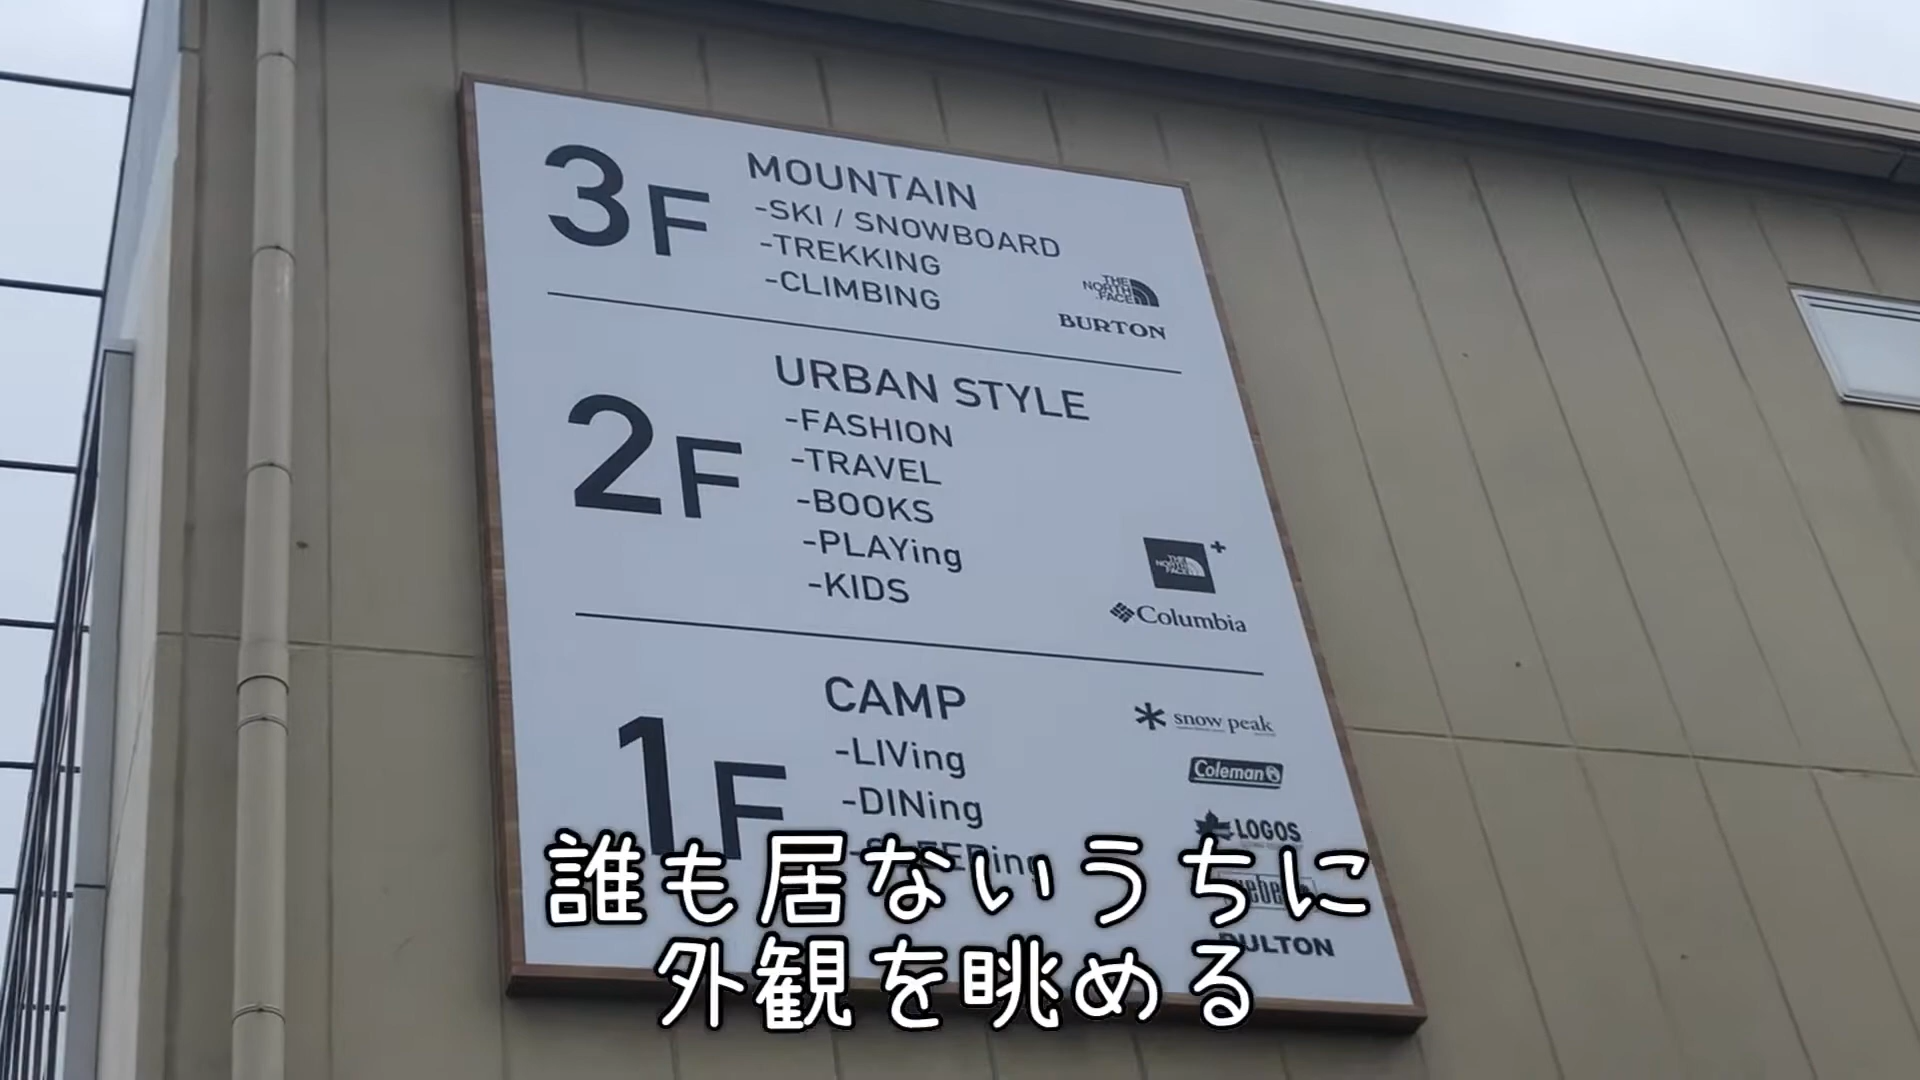 3F
MOUNTAIN
-SKI / SNOWBOARD
-TREKKING
-CLIMBING
THE NORTH FACE
BURTON
2F
URBAN STYLE
-FASHION
-TRAVEL
-BOOKS
-PLAYing
-KIDS
THE NORTH FACE +
Columbia
1F
CAMP
-LIVing
-DINing
-SLEEPing
snow peak
Coleman
LOGOS
weber
DULTON
誰も居ないうちに
外観を眺める